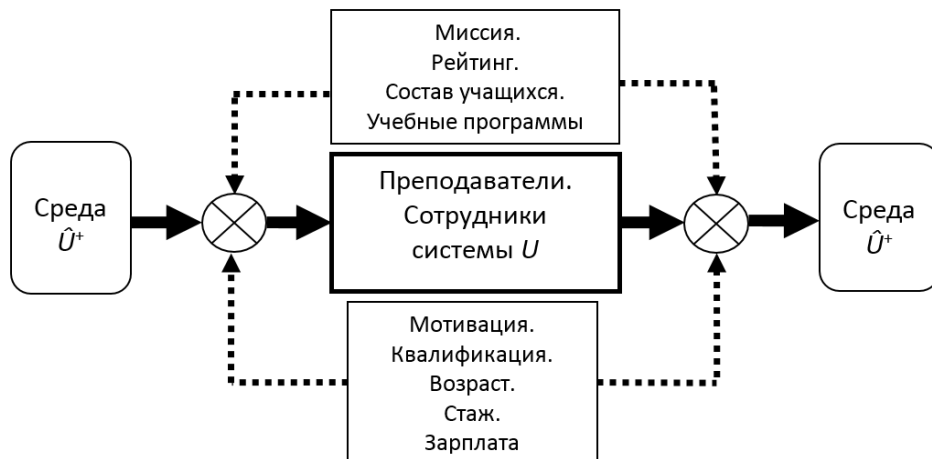 Миссия.
Рейтинг.
Состав учащихся.
Учебные программы
Среда
Û⁺
Преподаватели.
Сотрудники
системы U
Среда
Û⁺
Мотивация.
Квалификация.
Возраст.
Стаж.
Зарплата